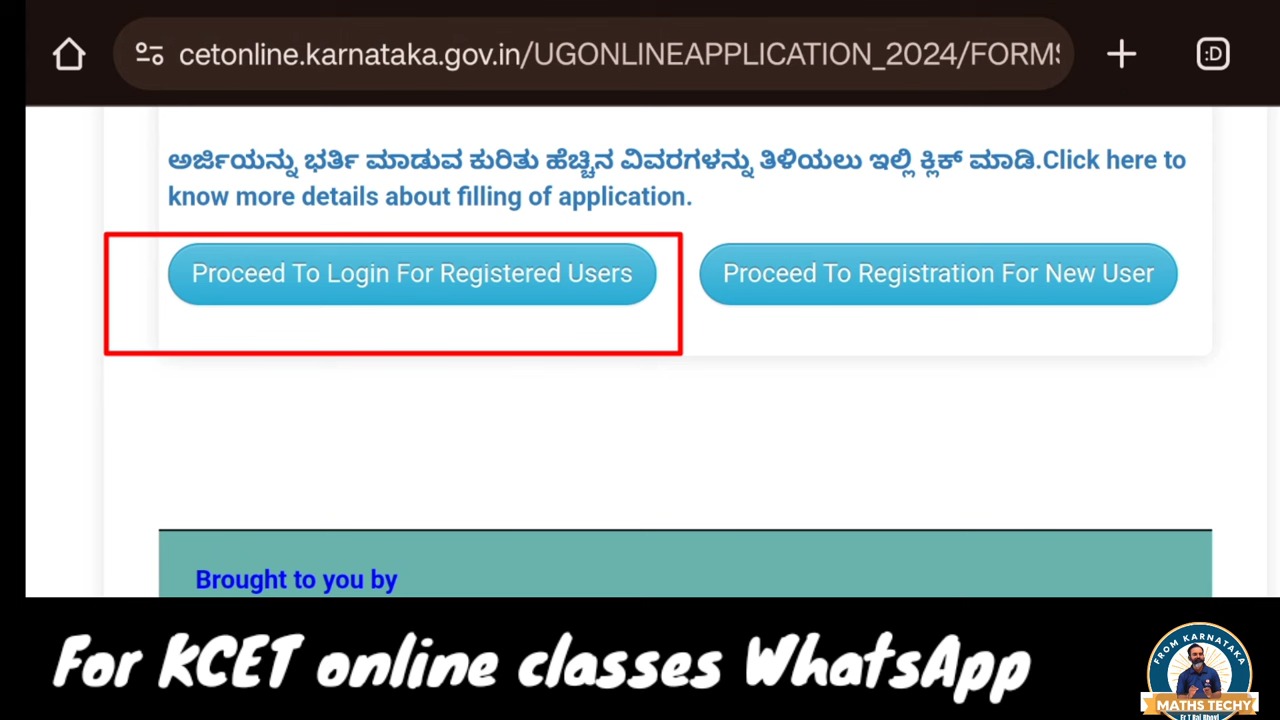 cetonline.karnataka.gov.in/UGONLINEAPPLICATION_2024/FORMS
:D
ಅರ್ಜಿಯನ್ನು ಭರ್ತಿ ಮಾಡುವ ಕುರಿತು ಹೆಚ್ಚಿನ ವಿವರಗಳನ್ನು ತಿಳಿಯಲು ಇಲ್ಲಿ ಕ್ಲಿಕ್ ಮಾಡಿ.Click here to
know more details about filling of application.
Proceed To Login For Registered Users
Proceed To Registration For New User
Brought to you by
For KCET online classes WhatsApp
FROM KARNATAKA
MATHS TECHY